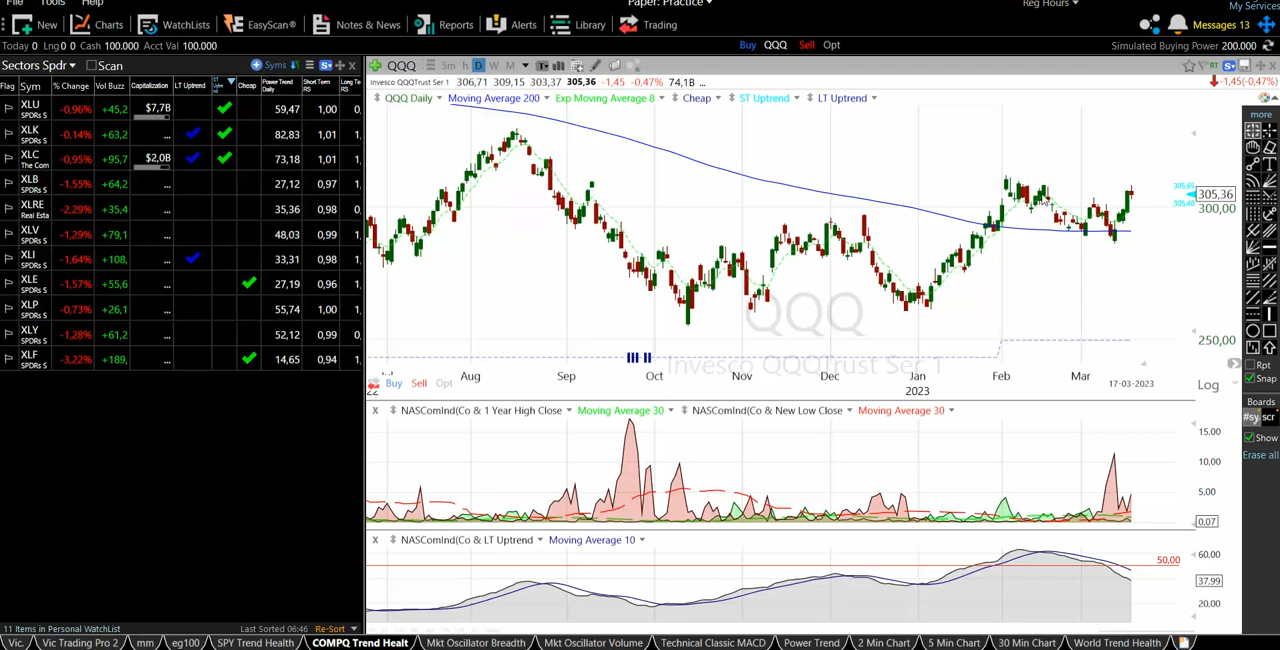 File Tools Help Paper: Practice Reg Hours My Services
New Charts WatchLists EasyScan® Notes & News Reports Alerts Library Trading Messages 13
Today 0 Lng 0 0 Cash 100.000 Acct Val 100.000 Buy QQQ Sell Opt Simulated Buying Power 200.000
Sectors Spdr Scan Syms
QQQ 5m h D W M
Flag Sym % Change Vol Buzz Capitalization LT Uptrend ST Uptrend Cheap Power Trend Daily Short Term RS Long Te RS
Invesco QQQTrust Ser 1 306,71 309,15 303,37 305,36 -1,45 -0.47% 74,1B ...
-1,45(-0.47%)
QQQ Daily Moving Average 200 Exp Moving Average 8 Cheap ST Uptrend LT Uptrend
XLU SPDRs S -0,96% +45,2 $7,7B 59,47 1,00 0,
XLK SPDRs S -0,14% +63,2 ... 82,83 1,01 1,
XLC The Com -0,95% +95,7 $2,0B 73,18 1,01 1,
XLB SPDRs S -1,55% +64,2 ... 27,12 0,97 1,
XLRE Real Esta -2,29% +35,4 ... 35,36 0,98 0,
XLV SPDRs S -1,29% +79,1 ... 48,03 0,99 1,
XLI SPDRs S -1,64% +108, ... 33,31 0,98 1,
XLE SPDRs S -1,57% +55,6 ... 27,19 0,96 1,
XLP SPDRs S -0,73% +26,1 ... 55,74 1,00 1,
XLY SPDRs S -1,28% +61,2 ... 52,12 0,99 1,
XLF SPDRs S -3,22% +189, ... 14,65 0,94 1,
305,65
305,36
305,40
300,00
250,00
QQQ
Invesco QQQTrust Ser 1
Buy Sell Opt
Jul Aug Sep Oct Nov Dec Jan Feb Mar 17-03-2023 Log
22 2023
X NASComInd(Co & 1 Year High Close Moving Average 30 NASComInd(Co & New Low Close Moving Average 30
15,00
10,00
5,00
0,07
X NASComInd(Co & LT Uptrend Moving Average 10
50,00
60,00
37,99
20,00
more
T
Rpt
Snap
Boards
#sy scr
Show
Erase all
11 Items in Personal WatchList Last Sorted 06:46 Re-Sort
Vic. Vic Trading Pro 2 mm eg100 SPY Trend Health COMPQ Trend Healt Mkt Oscillator Breadth Mkt Oscillator Volume Technical Classic MACD Power Trend 2 Min Chart 5 Min Chart 30 Min Chart World Trend Health